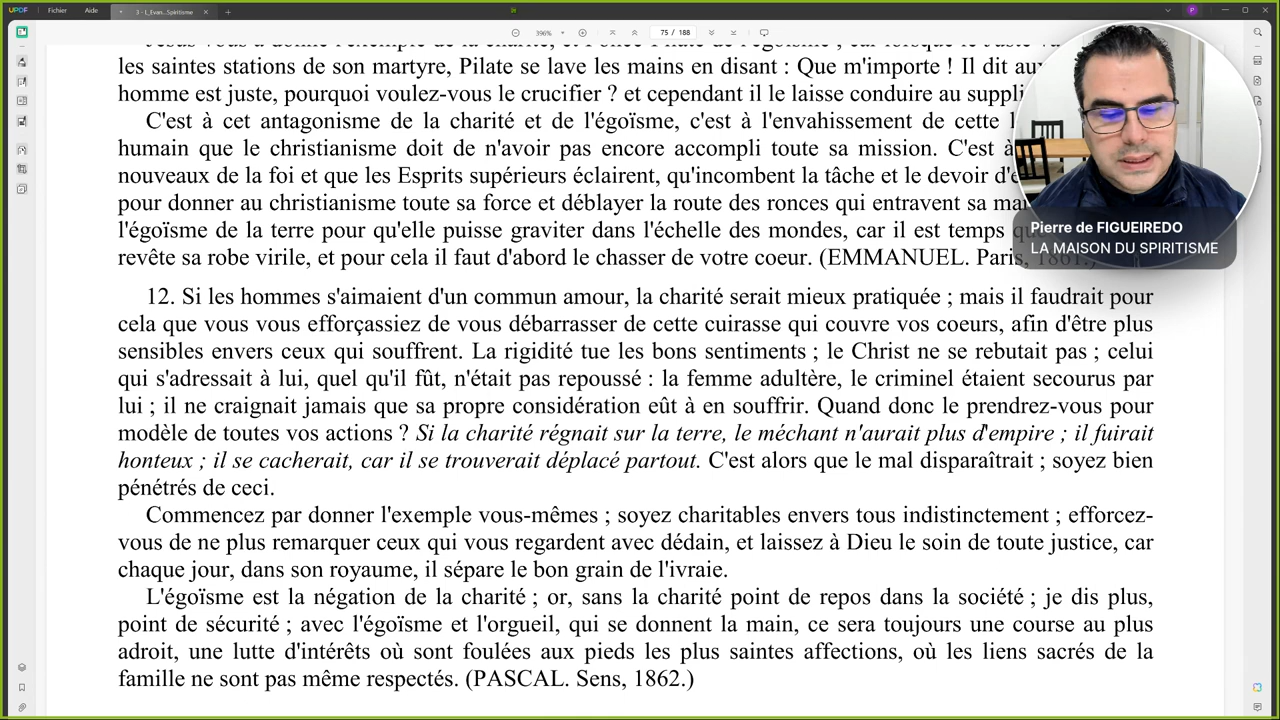 UPDF Fichier Aide 3 - L_Evan...Spiritisme
396% 75 / 188
les saintes stations de son martyre, Pilate se lave les mains en disant : Que m'importe ! Il dit aux
homme est juste, pourquoi voulez-vous le crucifier ? et cependant il le laisse conduire au suppli
C'est à cet antagonisme de la charité et de l'égoïsme, c'est à l'envahissement de cette
humain que le christianisme doit de n'avoir pas encore accompli toute sa mission. C'est à
nouveaux de la foi et que les Esprits supérieurs éclairent, qu'incombent la tâche et le devoir
pour donner au christianisme toute sa force et déblayer la route des ronces qui entravent sa
l'égoïsme de la terre pour qu'elle puisse graviter dans l'échelle des mondes, car il est temps
revête sa robe virile, et pour cela il faut d'abord le chasser de votre coeur. (EMMANUEL. Paris, 1861.)
Pierre de FIGUEIREDO
LA MAISON DU SPIRITISME
12. Si les hommes s'aimaient d'un commun amour, la charité serait mieux pratiquée ; mais il faudrait pour
cela que vous vous efforçassiez de vous débarrasser de cette cuirasse qui couvre vos coeurs, afin d'être plus
sensibles envers ceux qui souffrent. La rigidité tue les bons sentiments ; le Christ ne se rebutait pas ; celui
qui s'adressait à lui, quel qu'il fût, n'était pas repoussé : la femme adultère, le criminel étaient secourus par
lui ; il ne craignait jamais que sa propre considération eût à en souffrir. Quand donc le prendrez-vous pour
modèle de toutes vos actions ? Si la charité régnait sur la terre, le méchant n'aurait plus d'empire ; il fuirait
honteux ; il se cacherait, car il se trouverait déplacé partout. C'est alors que le mal disparaîtrait ; soyez bien
pénétrés de ceci.
Commencez par donner l'exemple vous-mêmes ; soyez charitables envers tous indistinctement ; efforcez-
vous de ne plus remarquer ceux qui vous regardent avec dédain, et laissez à Dieu le soin de toute justice, car
chaque jour, dans son royaume, il sépare le bon grain de l'ivraie.
L'égoïsme est la négation de la charité ; or, sans la charité point de repos dans la société ; je dis plus,
point de sécurité ; avec l'égoïsme et l'orgueil, qui se donnent la main, ce sera toujours une course au plus
adroit, une lutte d'intérêts où sont foulées aux pieds les plus saintes affections, où les liens sacrés de la
famille ne sont pas même respectés. (PASCAL. Sens, 1862.)